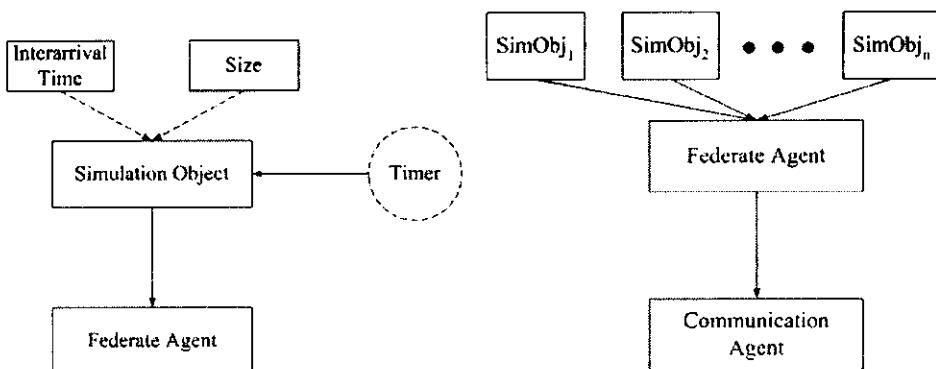 Interarrival
Time
Size
Simulation Object
Timer
Federate Agent
SimObj₁
SimObj₂
SimObjₙ
Federate Agent
Communication
Agent